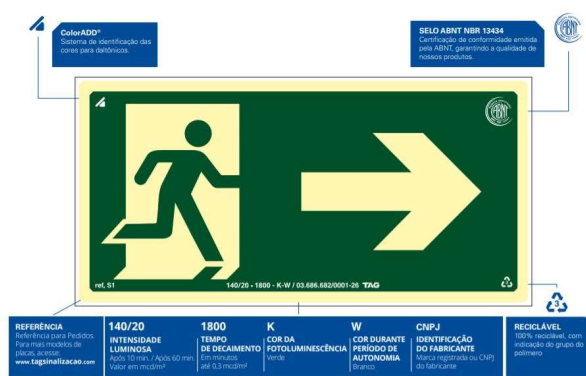 ColorADD®
Sistema de identificação das
cores para daltônicos.
SELO ABNT NBR 13434
Certificação de conformidade emitida
pela ABNT, garantindo a qualidade de
nossos produtos.
ABNT
ABNT
ref. S1
140/20 - 1800 - K-W / 03.686.682/0001-26 TAG
3
REFERÊNCIA
Referência para Pedidos.
Para mais modelos de
placas, acesse:
www.tagsinalizacao.com
140/20
INTENSIDADE
LUMINOSA
Após 10 min. / Após 60 min.
Valor em mcd/m²
1800
TEMPO
DE DECAIMENTO
Em minutos
até 0,3 mcd/m²
K
COR DA
FOTOLUMINESCÊNCIA
Verde
W
COR DURANTE
PERÍODO DE
AUTONOMIA
Branco
CNPJ
IDENTIFICAÇÃO
DO FABRICANTE
Marca registrada ou CNPJ
do fabricante
RECICLÁVEL
100% reciclável, com
indicação do grupo do
polímero